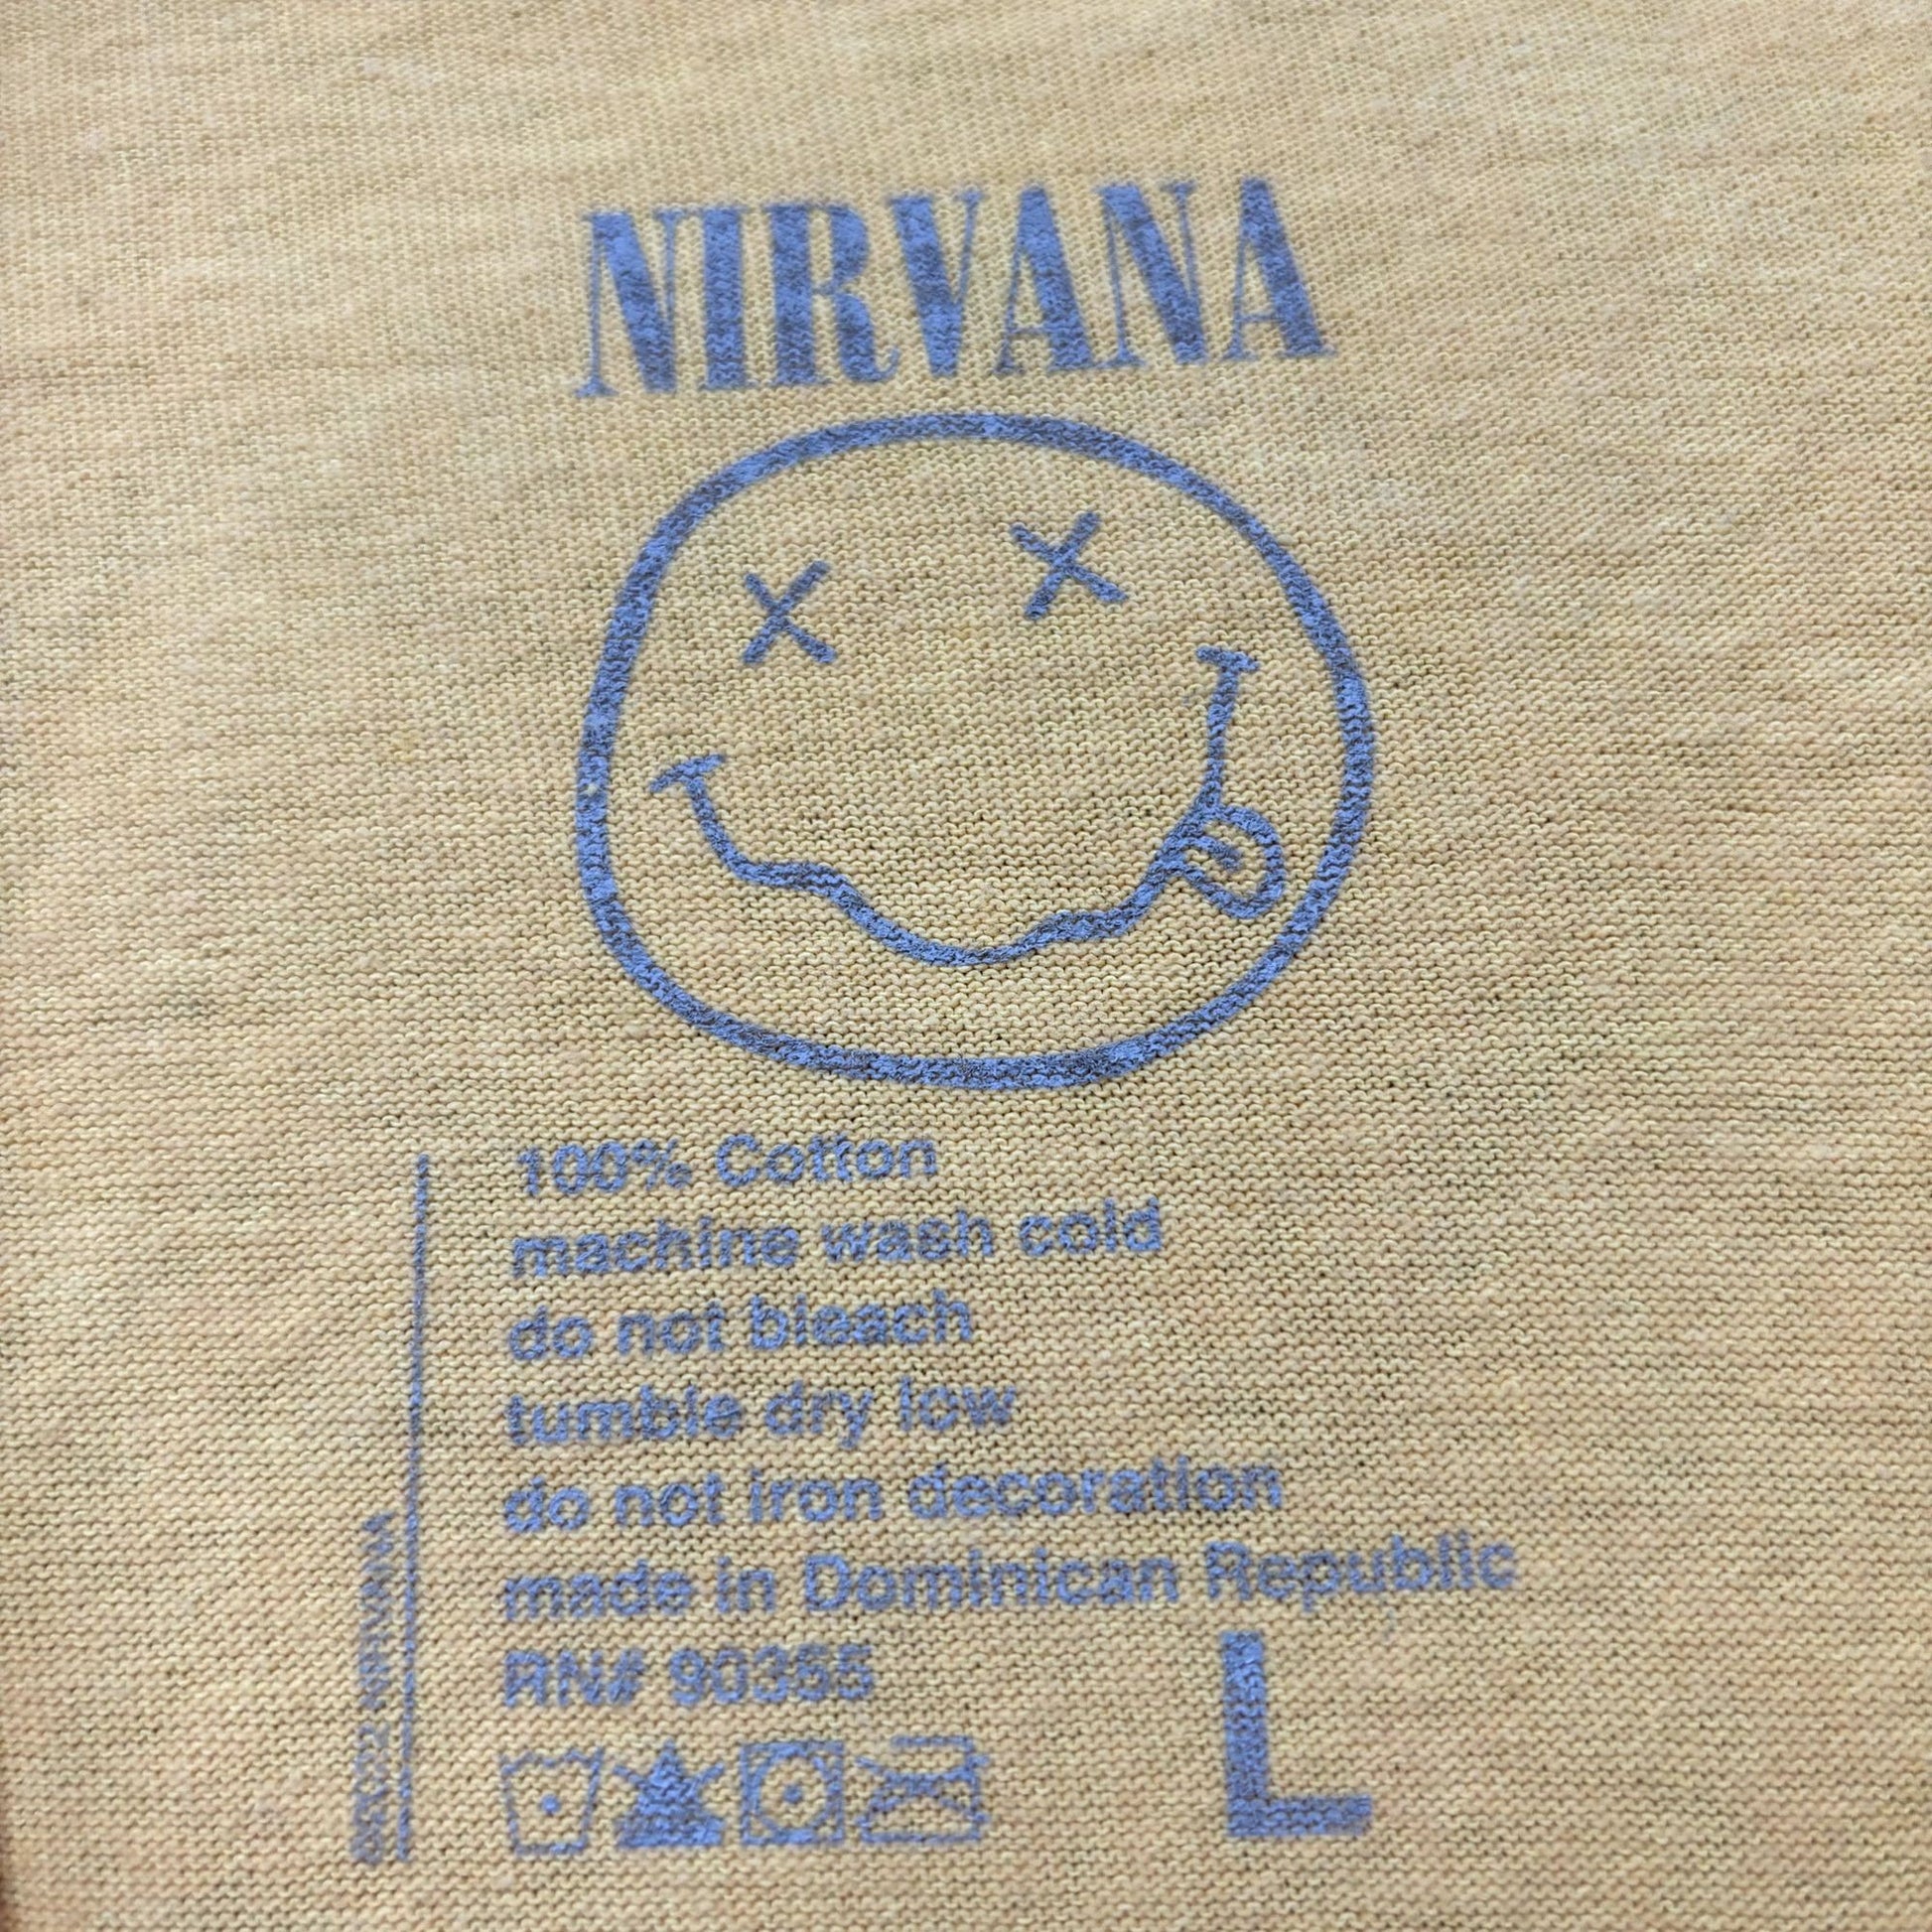 NIRVANA
100% Cotton
machine wash cold
do not bleach
tumble dry low
do not iron decoration
made in Dominican Republic
RN# 90355
L
NIRVANA